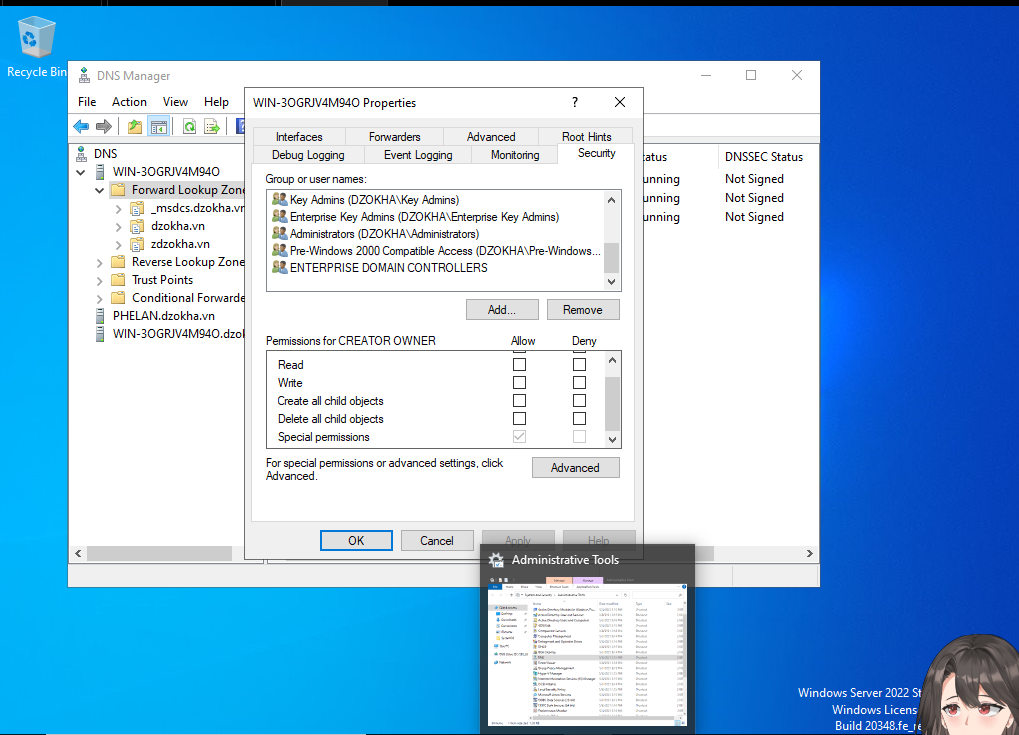 Recycle Bin
DNS Manager
File Action View Help
DNS
WIN-3OGRJV4M94O
Forward Lookup Zone
_msdcs.dzokha.vn
dzokha.vn
zdzokha.vn
Reverse Lookup Zone
Trust Points
Conditional Forwarde
PHELAN.dzokha.vn
WIN-3OGRJV4M94O.dzok
WIN-3OGRJV4M94O Properties
?
Interfaces Forwarders Advanced Root Hints
Debug Logging Event Logging Monitoring Security
Group or user names:
Key Admins (DZOKHA\Key Admins)
Enterprise Key Admins (DZOKHA\Enterprise Key Admins)
Administrators (DZOKHA\Administrators)
Pre-Windows 2000 Compatible Access (DZOKHA\Pre-Windows...
ENTERPRISE DOMAIN CONTROLLERS
Add... Remove
Permissions for CREATOR OWNER Allow Deny
Read
Write
Create all child objects
Delete all child objects
Special permissions
For special permissions or advanced settings, click
Advanced.
Advanced
OK Cancel Apply Help
tatus DNSSEC Status
unning Not Signed
unning Not Signed
unning Not Signed
Administrative Tools
Windows Server 2022 St
Windows Licens
Build 20348.fe_re